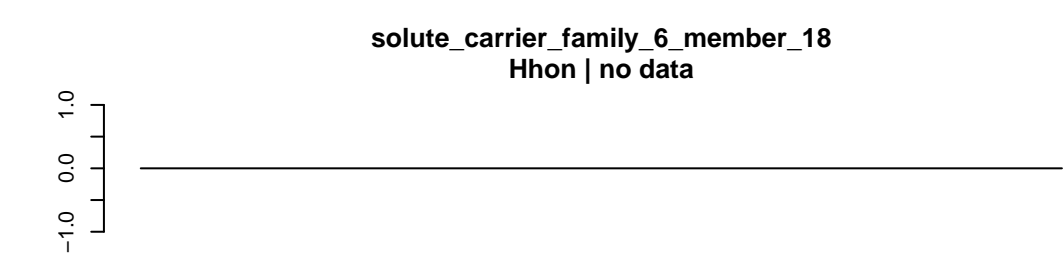 solute_carrier_family_6_member_18
Hhon | no data
1.0
0.0
−1.0